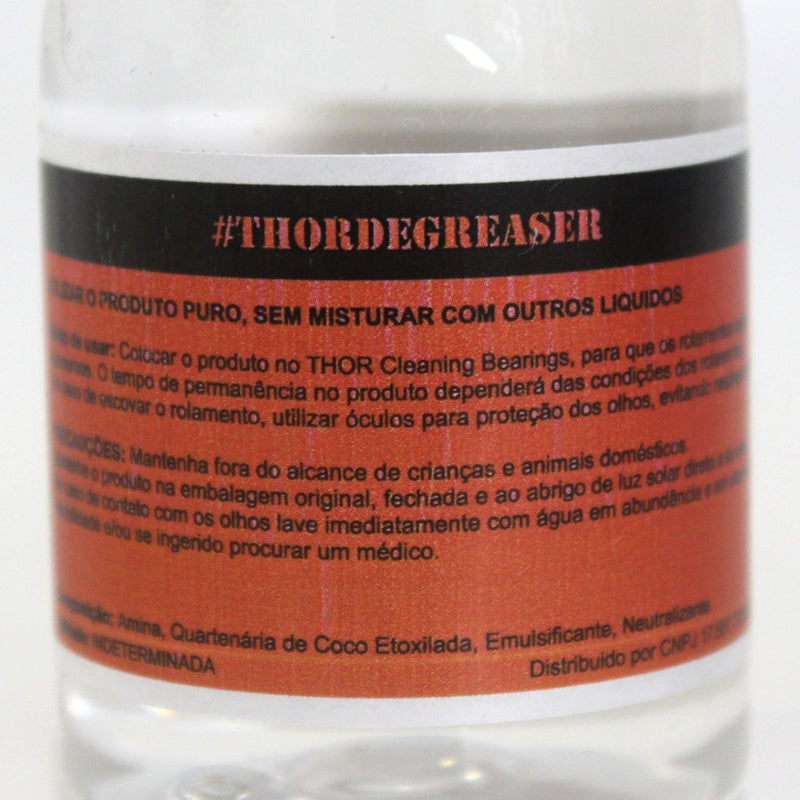 #THORDEGREASER
O PRODUTO PURO, SEM MISTURAR COM OUTROS LIQUIDOS
de usar: Colocar o produto no THOR Cleaning Bearings, para que os
O tempo de permanência no produto dependerá das condições dos
de escovar o rolamento, utilizar óculos para proteção dos olhos, evitando
Mantenha fora do alcance de crianças e animais domésticos.
o produto na embalagem original, fechada e ao abrigo de luz solar direta e
de contato com os olhos lave imediatamente com água em abundância e em
e/ou se ingerido procurar um médico.
Amina, Quartenária de Coco Etoxilada, Emulsificante, Neutralizante
INDETERMINADA
Distribuido por CNPJ